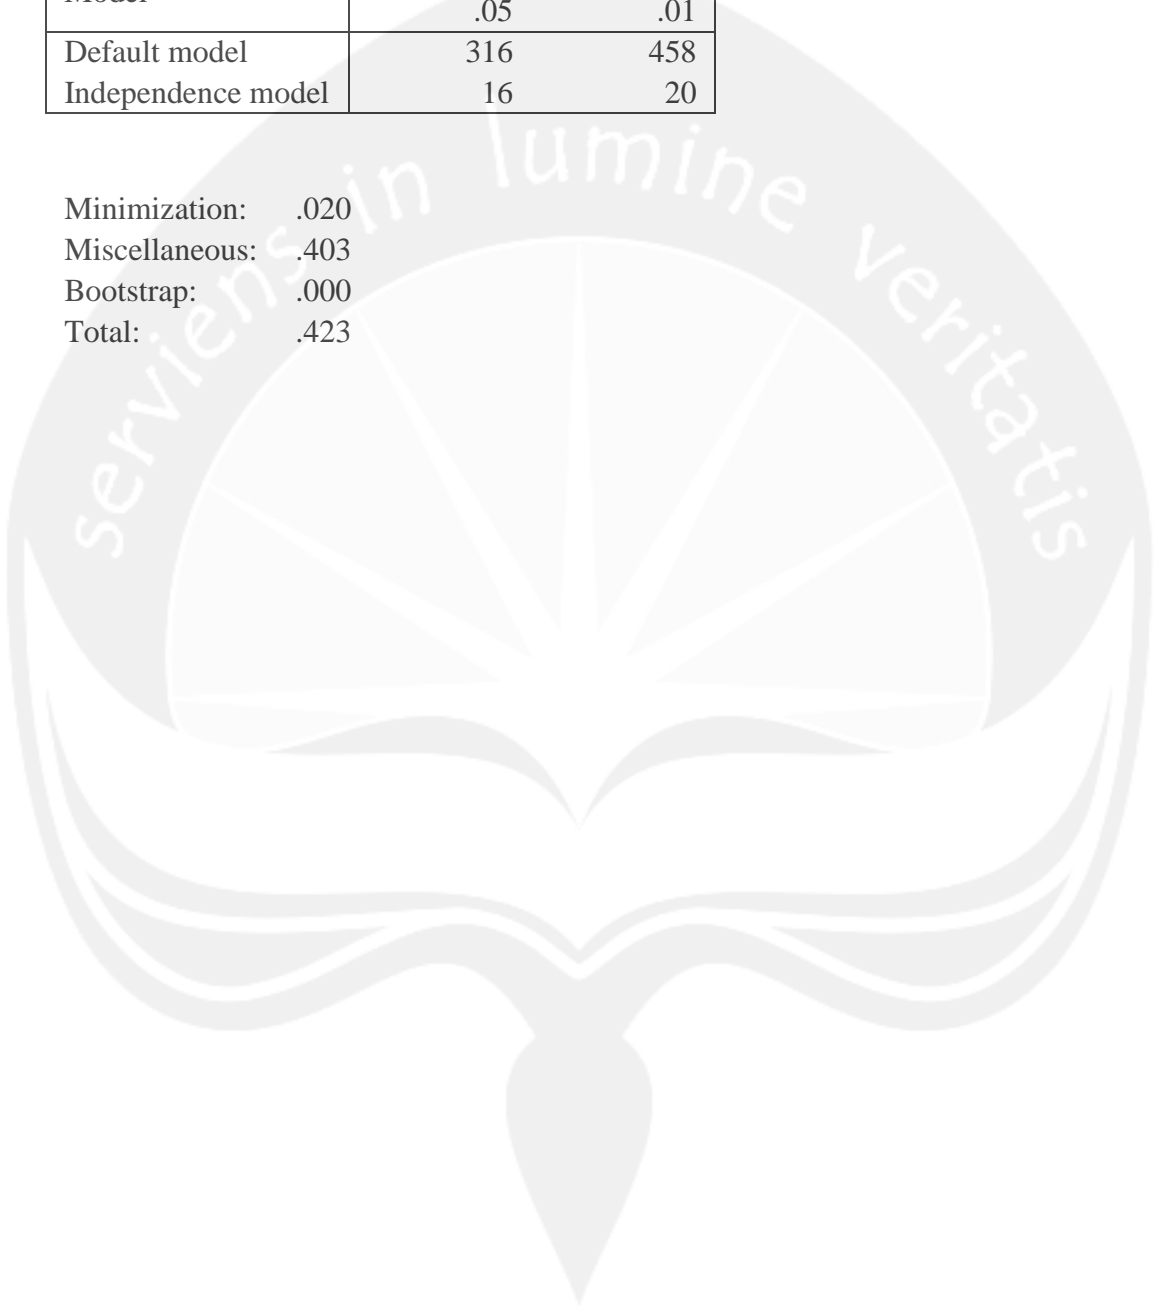 Model
.05 .01
Default model 316 458
Independence model 16 20
Minimization: .020
Miscellaneous: .403
Bootstrap: .000
Total: .423
serviens in lumine veritatis